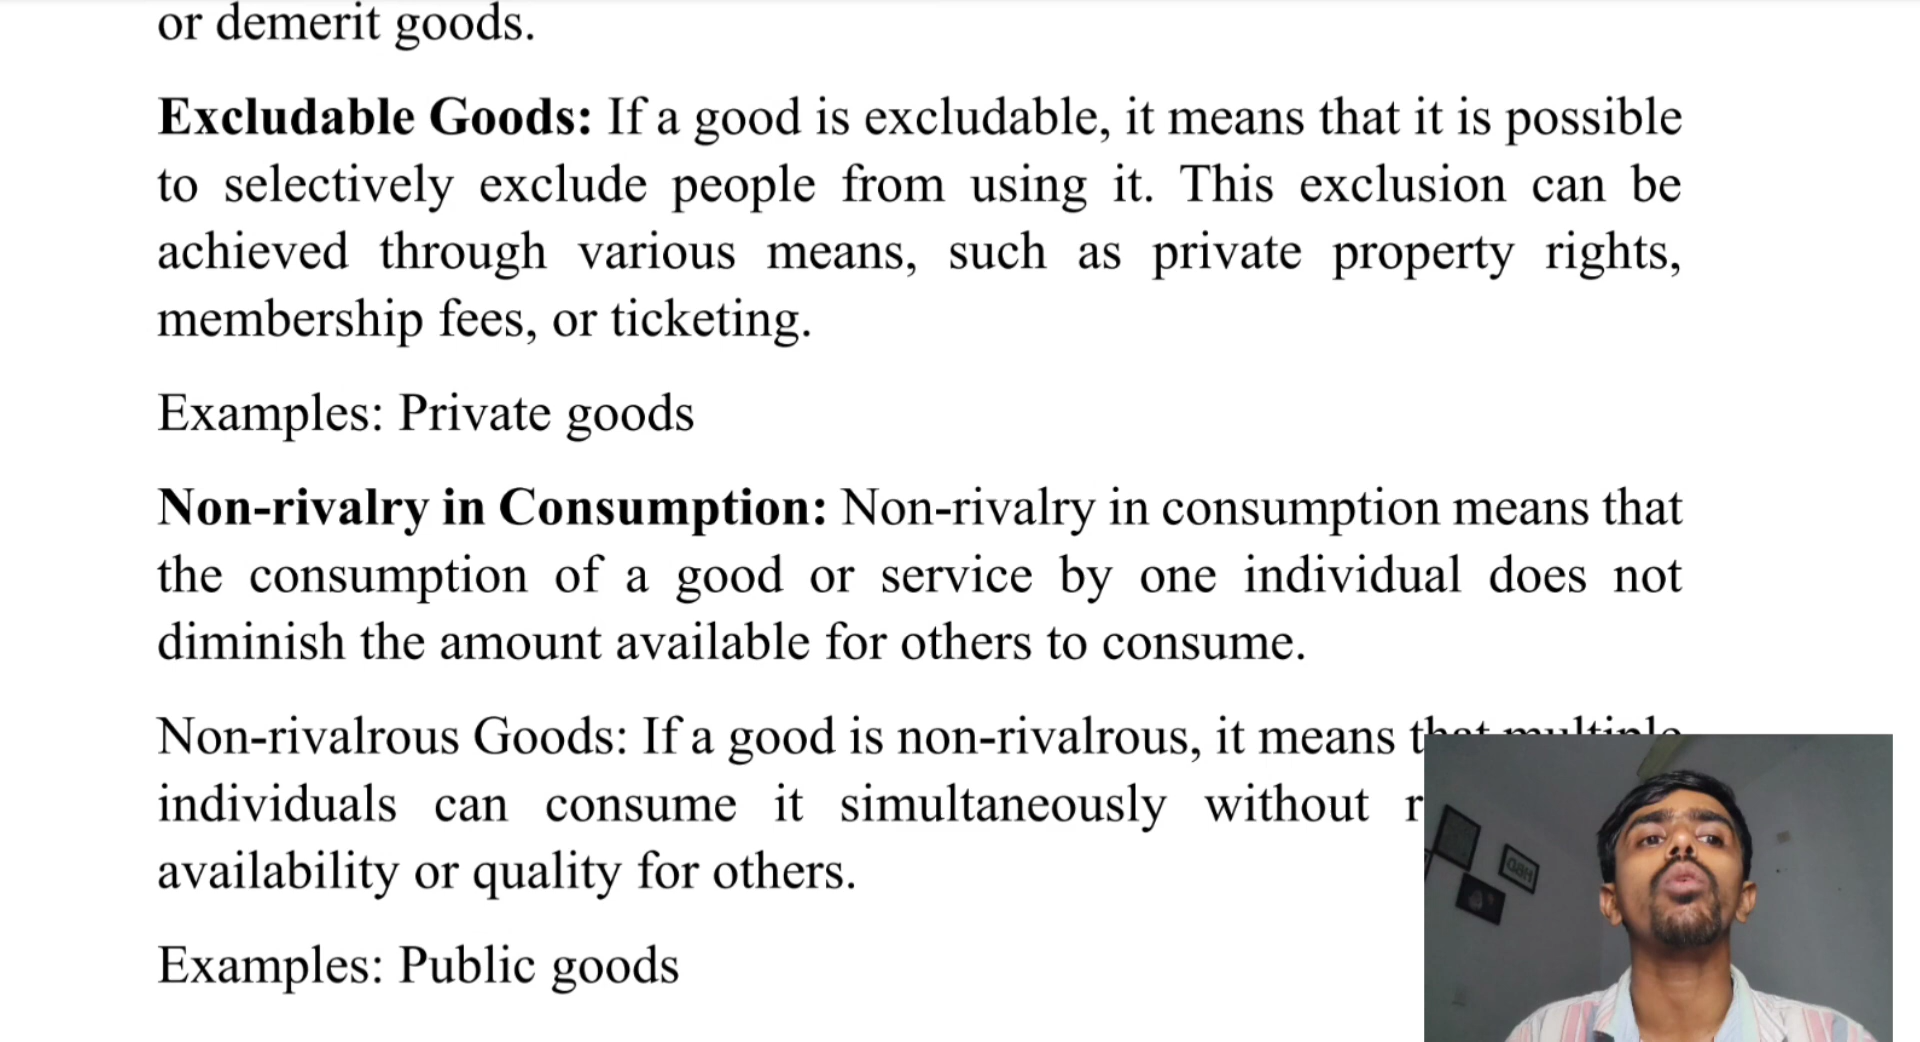 or demerit goods.
Excludable Goods: If a good is excludable, it means that it is possible
to selectively exclude people from using it. This exclusion can be
achieved through various means, such as private property rights,
membership fees, or ticketing.
Examples: Private goods
Non-rivalry in Consumption: Non-rivalry in consumption means that
the consumption of a good or service by one individual does not
diminish the amount available for others to consume.
Non-rivalrous Goods: If a good is non-rivalrous, it means that multiple
individuals can consume it simultaneously without
availability or quality for others.
Examples: Public goods